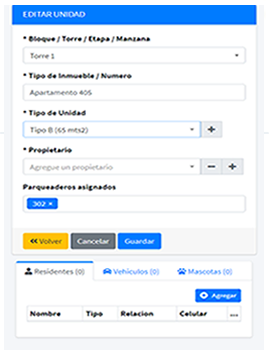 EDITAR UNIDAD
* Bloque / Torre / Etapa / Manzana
Torre 1
* Tipo de Inmueble / Numero
Apartamento 405
* Tipo de Unidad
Tipo B (65 mts2)
* Propietario
Agregue un propietario
Parqueaderos asignados
302 ×
Volver Cancelar Guardar
Residentes (0) Vehículos (0) Mascotas (0)
Agregar
Nombre Tipo Relacion Celular ...